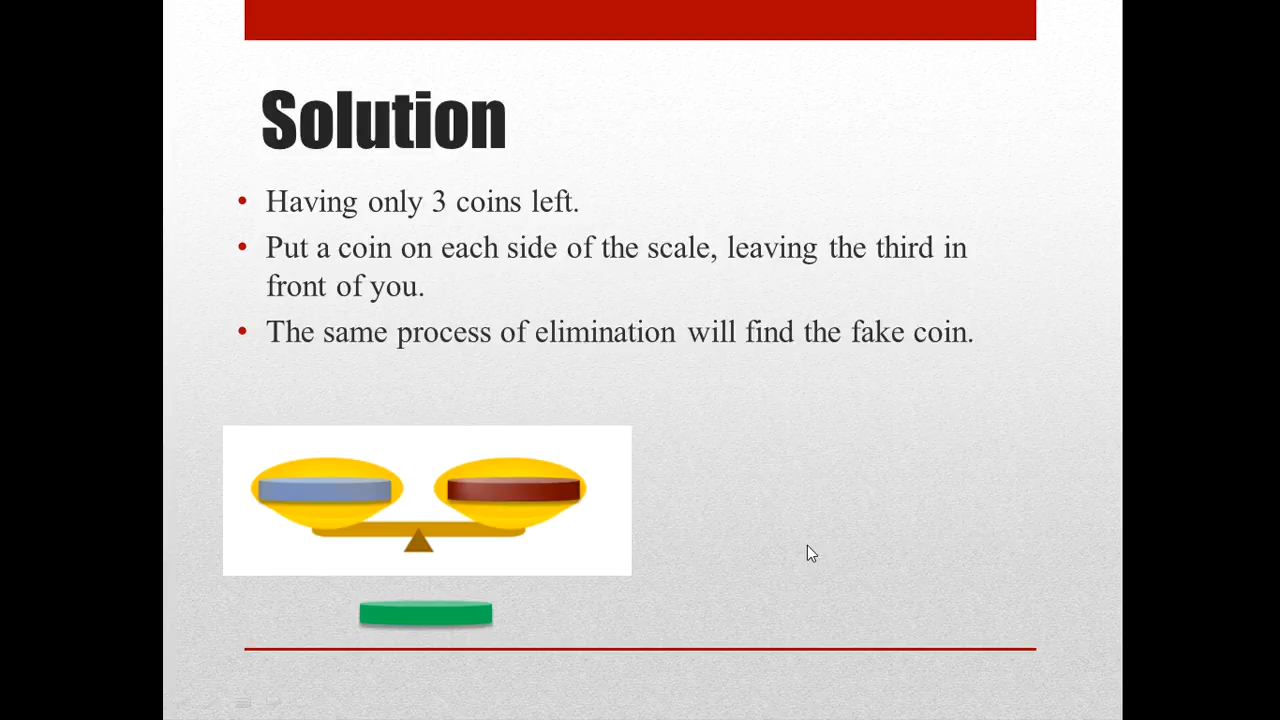 Solution
• Having only 3 coins left.
• Put a coin on each side of the scale, leaving the third in
front of you.
• The same process of elimination will find the fake coin.